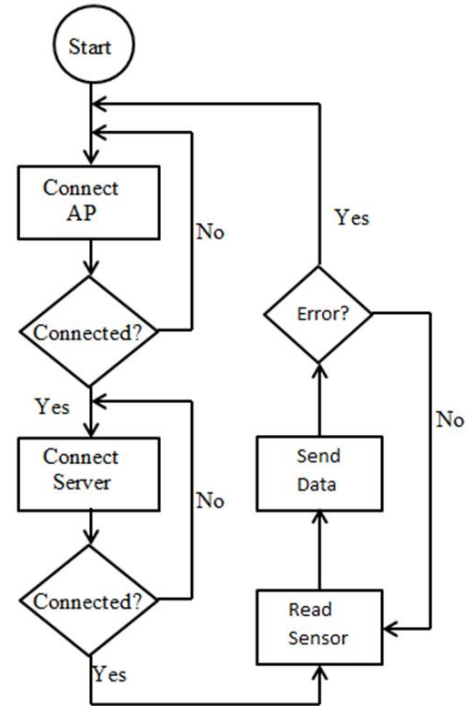 Start
Connect
AP
No
Connected?
Yes
Connect
Server
No
Connected?
Yes
Yes
Error?
No
Send
Data
Read
Sensor